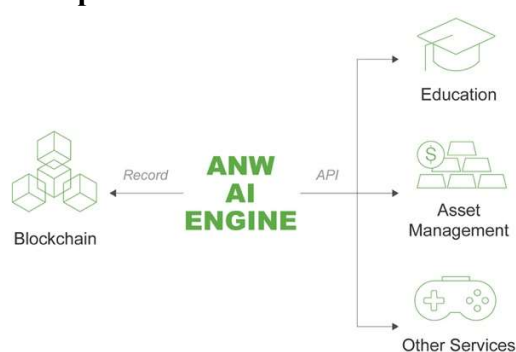 Education
ANW
AI
ENGINE
Record
API
Blockchain
$
Asset
Management
Other Services